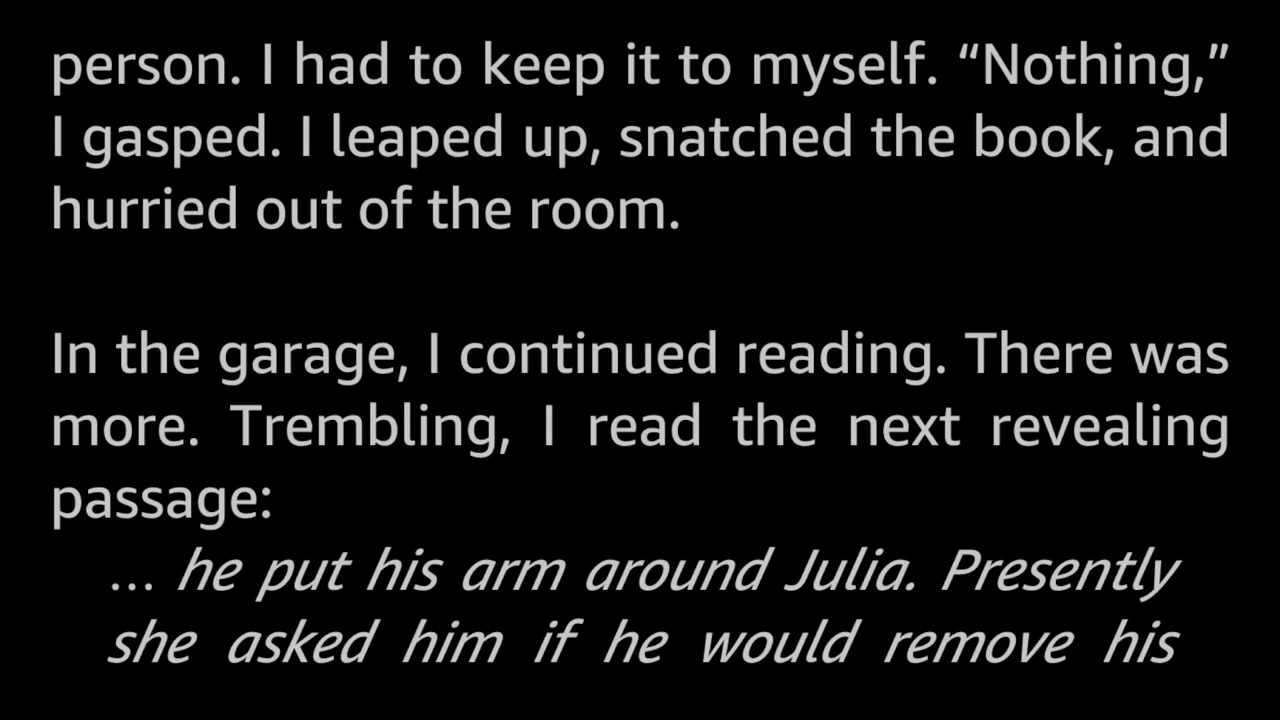 person. I had to keep it to myself. “Nothing,”
I gasped. I leaped up, snatched the book, and
hurried out of the room.
In the garage, I continued reading. There was
more. Trembling, I read the next revealing
passage:
… he put his arm around Julia. Presently
she asked him if he would remove his